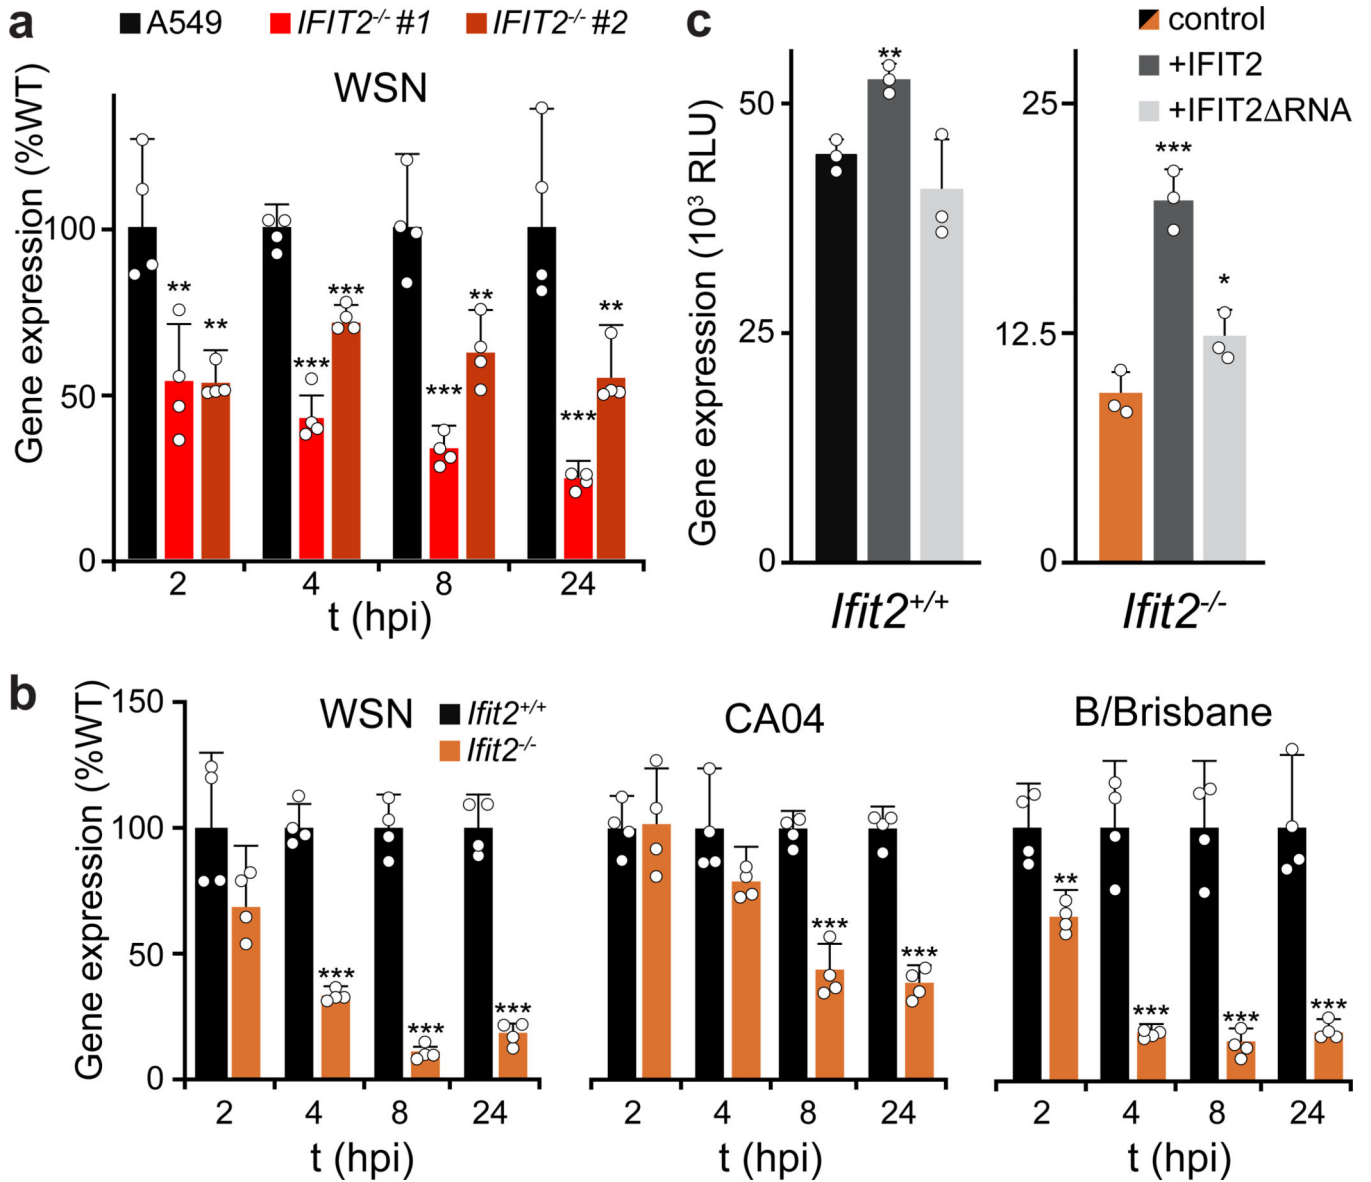 a
A549 IFIT2-/- #1 IFIT2-/- #2
WSN
Gene expression (%WT)
100
50
0
2 4 8 24
t (hpi)
** ** *** *** *** ** *** **
c
control
+IFIT2
+IFIT2ΔRNA
Gene expression (10³ RLU)
50
25
0
**
Ifit2+/+
25
12.5
0
***
*
Ifit2-/-
b
Gene expression (%WT)
150
100
50
0
WSN
Ifit2+/+
Ifit2-/-
*** *** ***
2 4 8 24
t (hpi)
CA04
*** ***
2 4 8 24
t (hpi)
B/Brisbane
** *** *** ***
2 4 8 24
t (hpi)